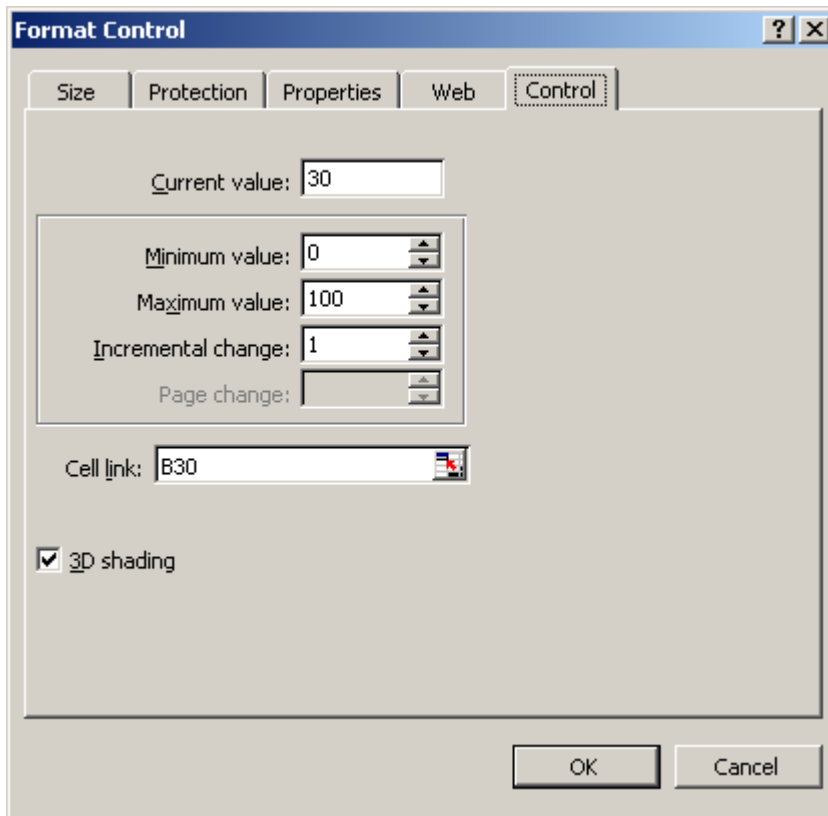 Format Control
Size Protection Properties Web Control
Current value: 30
Minimum value: 0
Maximum value: 100
Incremental change: 1
Page change:
Cell link: B30
3D shading
OK Cancel